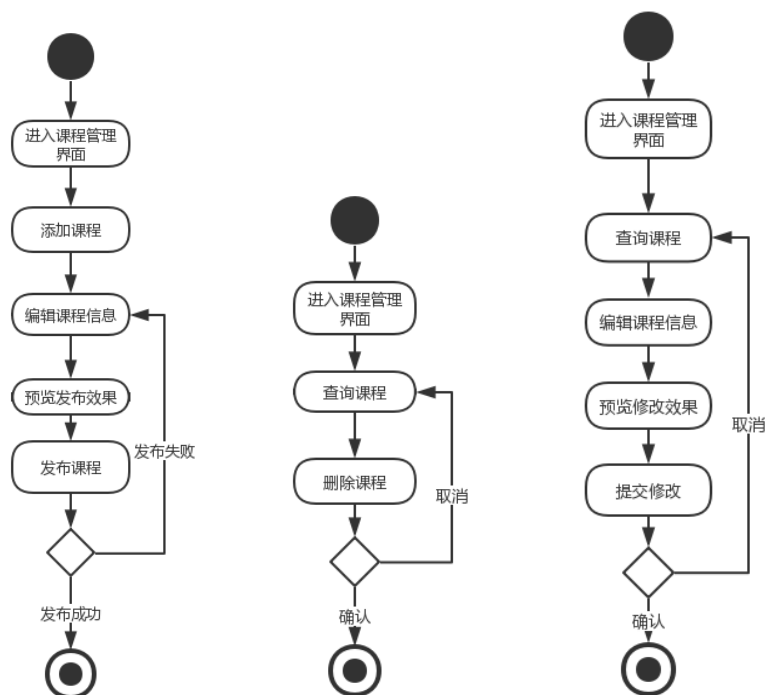 进入课程管理
界面
添加课程
编辑课程信息
预览发布效果
发布课程
发布失败
发布成功
进入课程管理
界面
查询课程
删除课程
取消
确认
进入课程管理
界面
查询课程
编辑课程信息
预览修改效果
取消
提交修改
确认